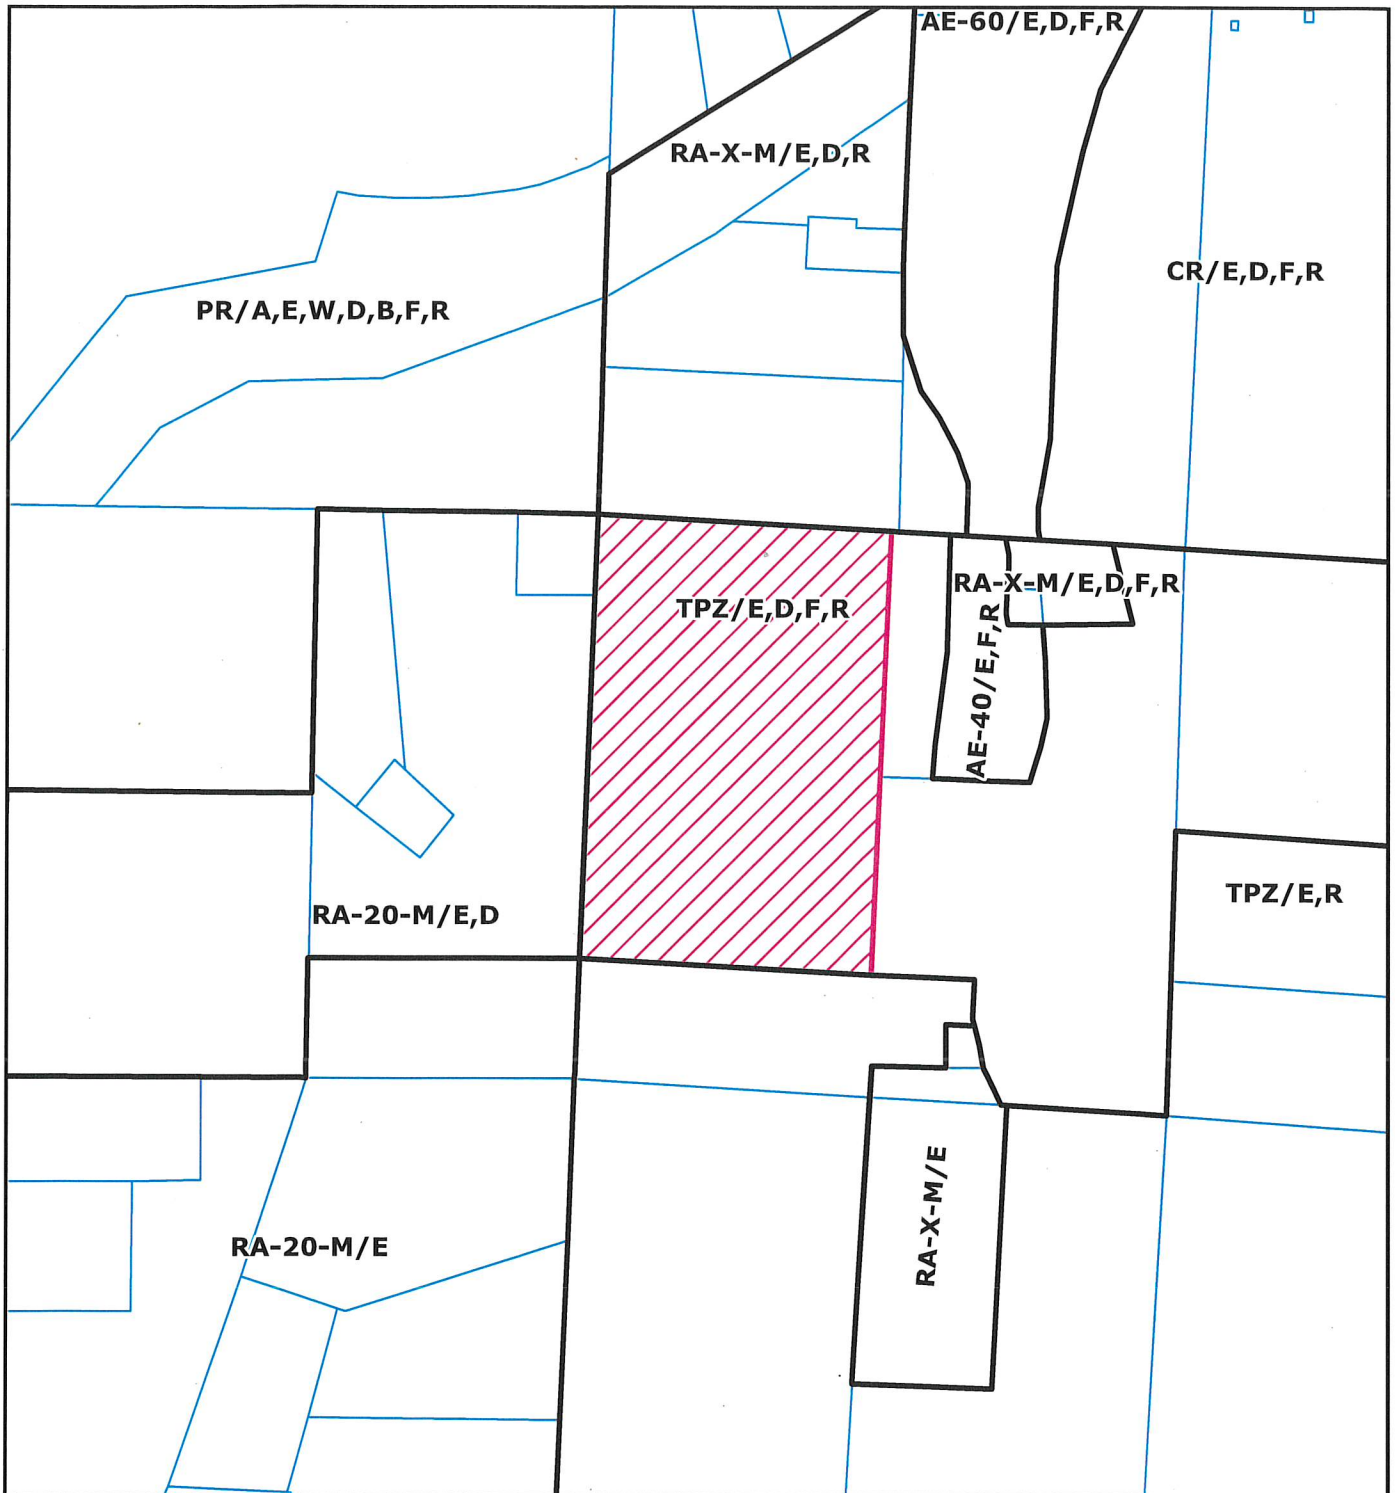 AE-60/E,D,F,R
RA-X-M/E,D,R
CR/E,D,F,R
PR/A,E,W,D,B,F,R
RA-X-M/E,D,F,R
TPZ/E,D,F,R
AE-40/E,F,R
TPZ/E,R
RA-20-M/E,D
RA-X-M/E
RA-20-M/E